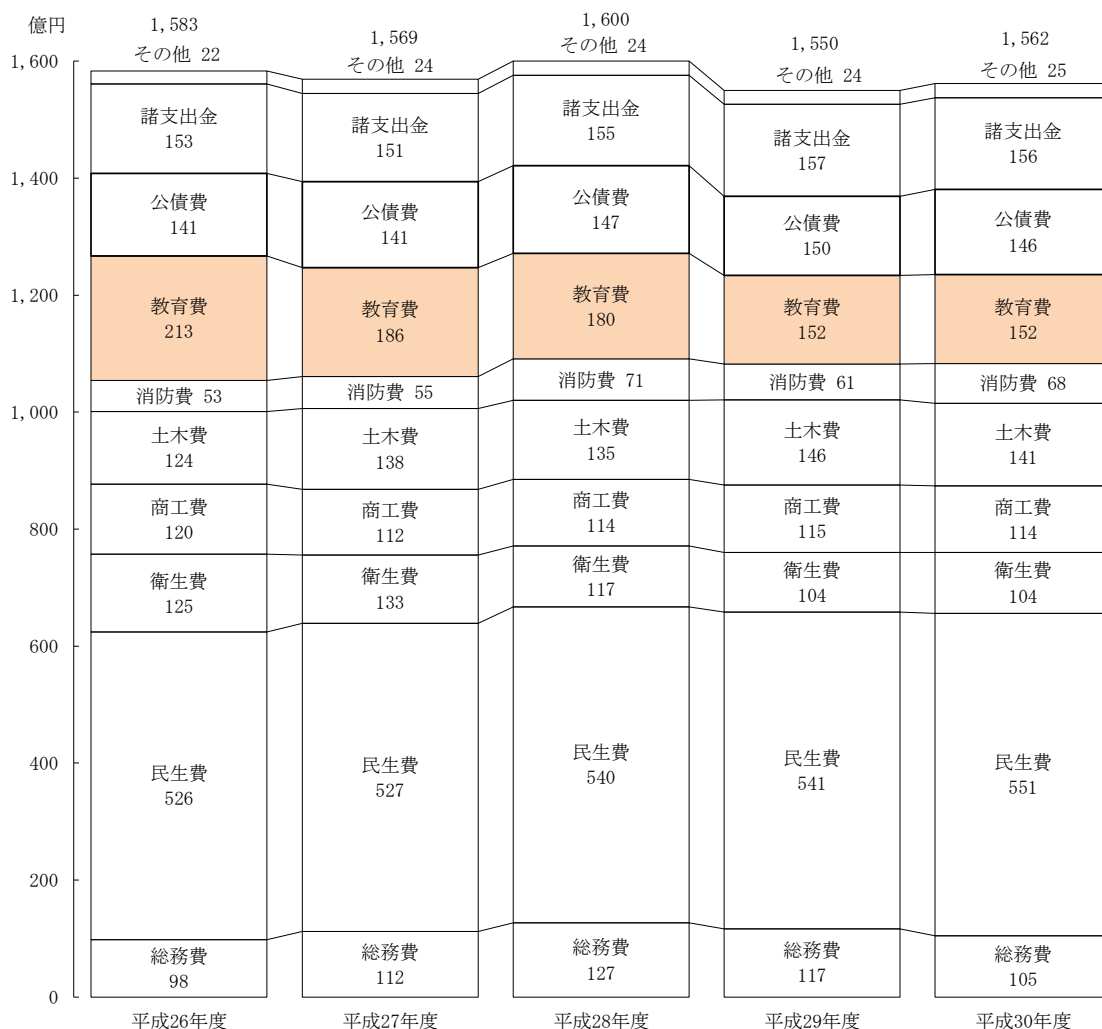 億円
1,583
その他 22
1,569
その他 24
1,600
その他 24
1,550
その他 24
1,562
その他 25
1,600
1,400
1,200
1,000
800
600
400
200
0
諸支出金
153
公債費
141
教育費
213
消防費 53
土木費
124
商工費
120
衛生費
125
民生費
526
総務費
98
平成26年度
諸支出金
151
公債費
141
教育費
186
消防費 55
土木費
138
商工費
112
衛生費
133
民生費
527
総務費
112
平成27年度
諸支出金
155
公債費
147
教育費
180
消防費 71
土木費
135
商工費
114
衛生費
117
民生費
540
総務費
127
平成28年度
諸支出金
157
公債費
150
教育費
152
消防費 61
土木費
146
商工費
115
衛生費
104
民生費
541
総務費
117
平成29年度
諸支出金
156
公債費
146
教育費
152
消防費 68
土木費
141
商工費
114
衛生費
104
民生費
551
総務費
105
平成30年度